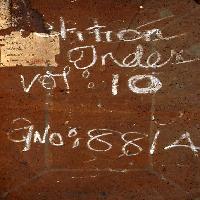 etition
Index
Vol: 10
No: 881A